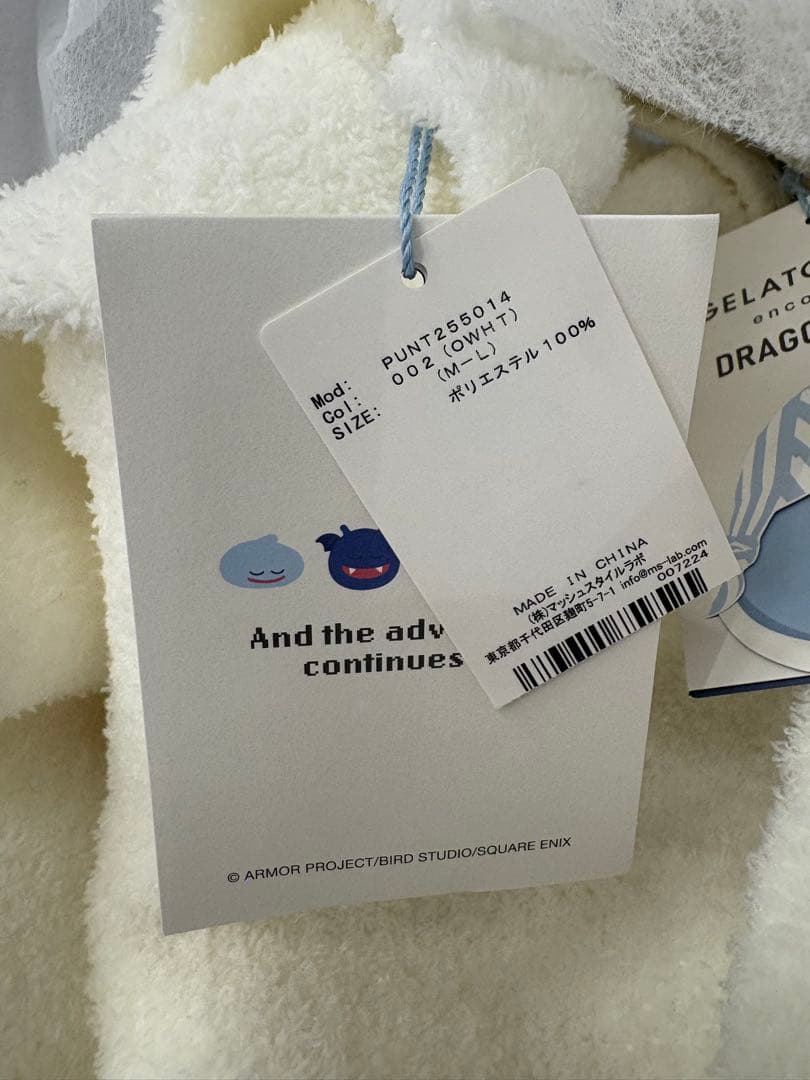 Mod: PUNT255014
Col: 002(OWHT)
SIZE: (M-L)
ポリエステル100%
MADE IN CHINA
(株)マッシュスタイルラボ
東京都千代田区麹町5-7-1 info@ms-lab.com
007224
And the adv
continues
© ARMOR PROJECT/BIRD STUDIO/SQUARE ENIX
GELATO
enco
DRAGO